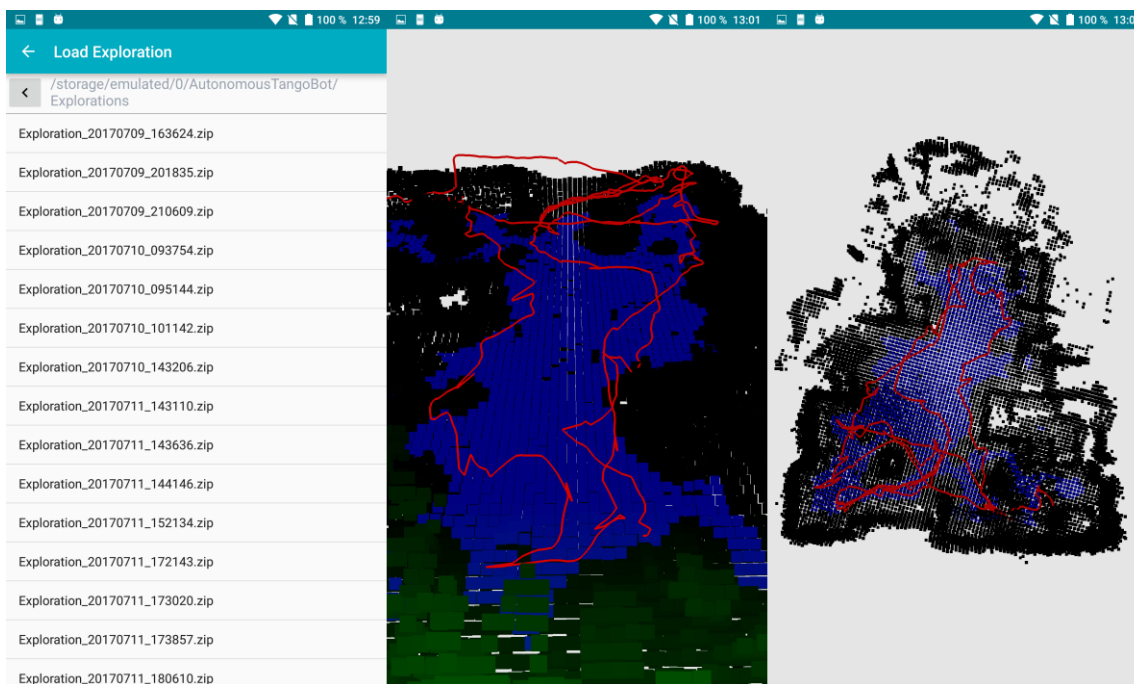 100 % 12:59
Load Exploration
/storage/emulated/0/AutonomousTangoBot/
Explorations
Exploration_20170709_163624.zip
Exploration_20170709_201835.zip
Exploration_20170709_210609.zip
Exploration_20170710_093754.zip
Exploration_20170710_095144.zip
Exploration_20170710_101142.zip
Exploration_20170710_143206.zip
Exploration_20170711_143110.zip
Exploration_20170711_143636.zip
Exploration_20170711_144146.zip
Exploration_20170711_152134.zip
Exploration_20170711_172143.zip
Exploration_20170711_173020.zip
Exploration_20170711_173857.zip
Exploration_20170711_180610.zip
100 % 13:01
100 %